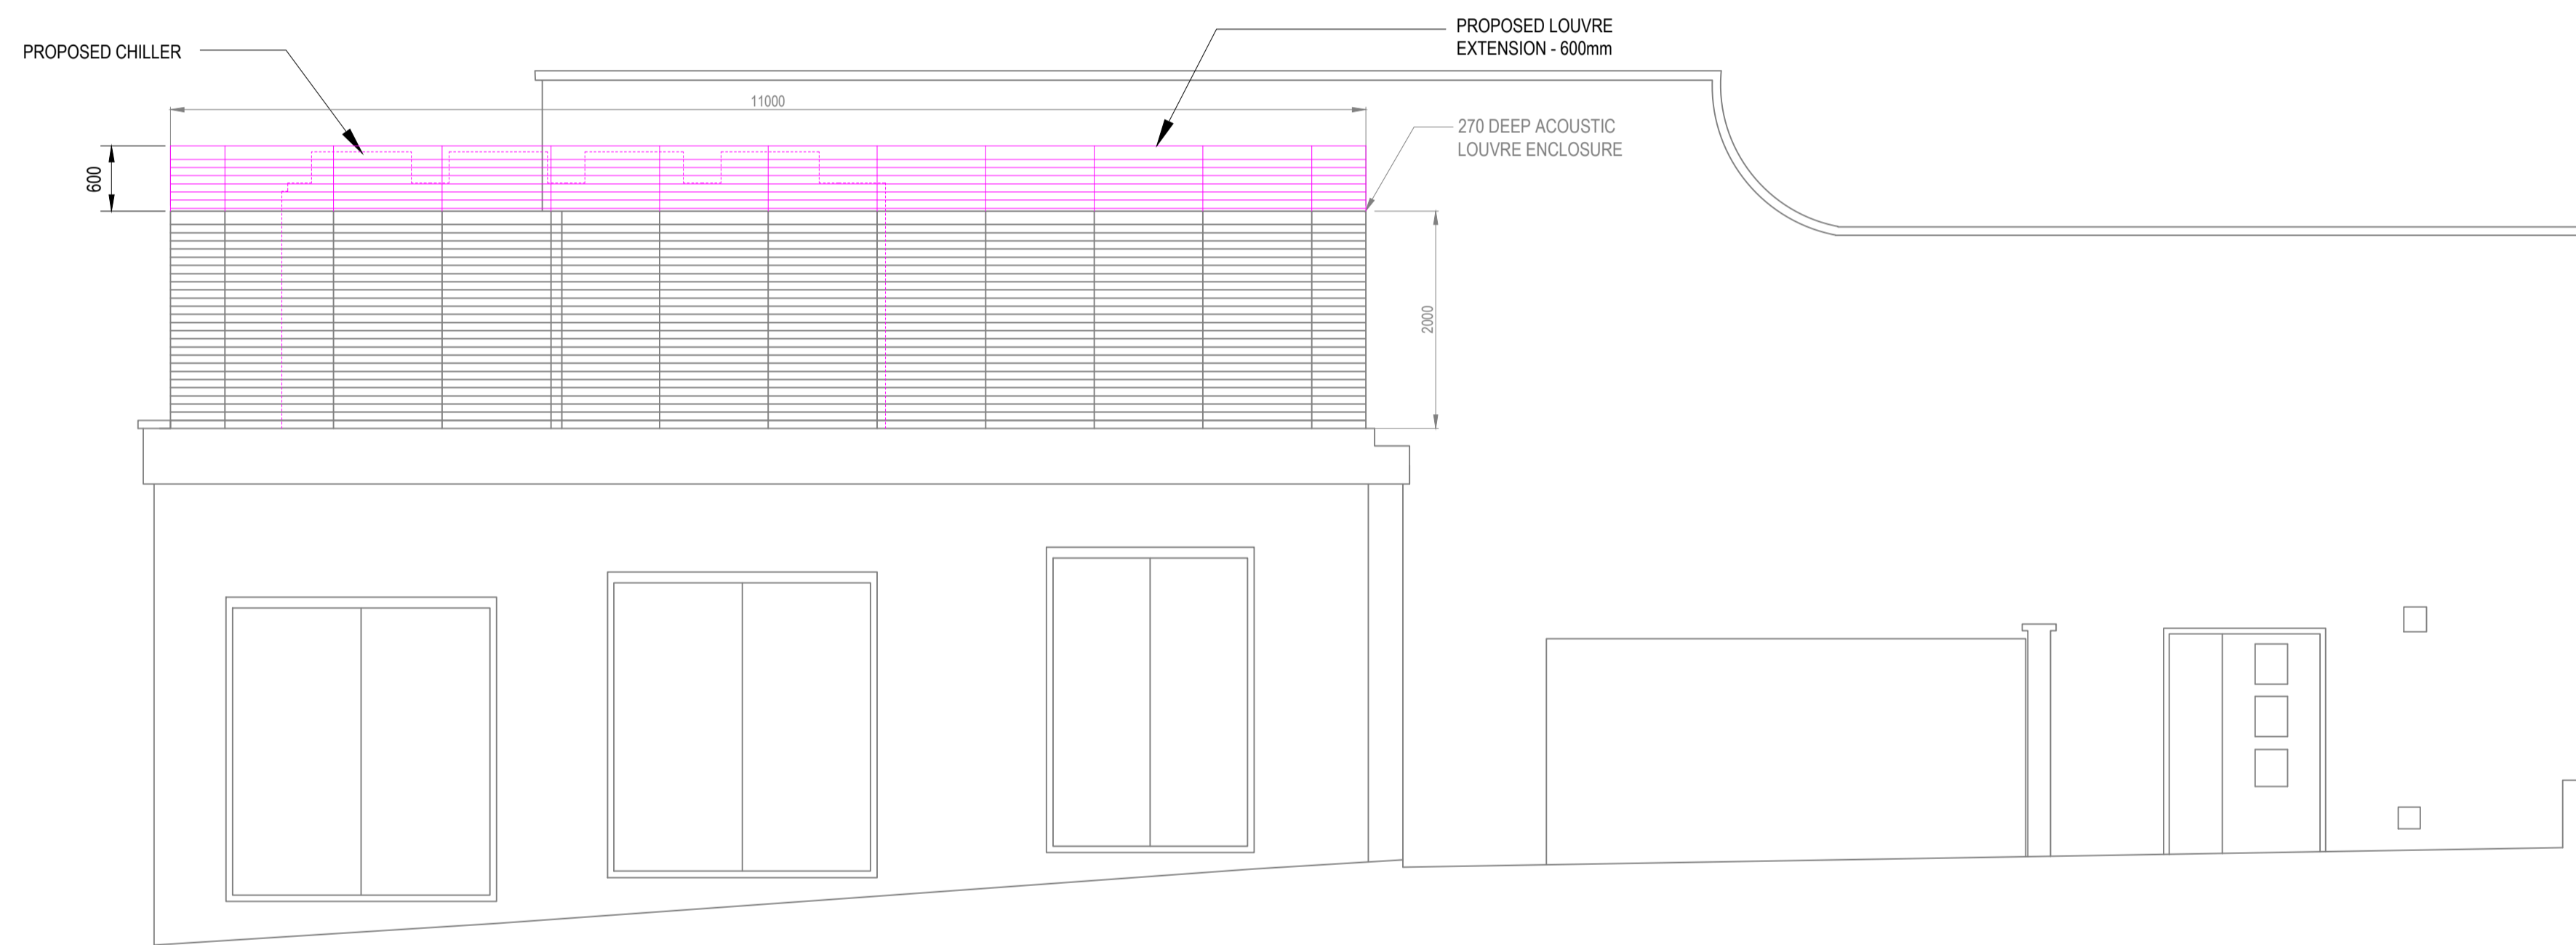 PROPOSED CHILLER
PROPOSED LOUVRE
EXTENSION - 600mm
11000
270 DEEP ACOUSTIC
LOUVRE ENCLOSURE
600
2000